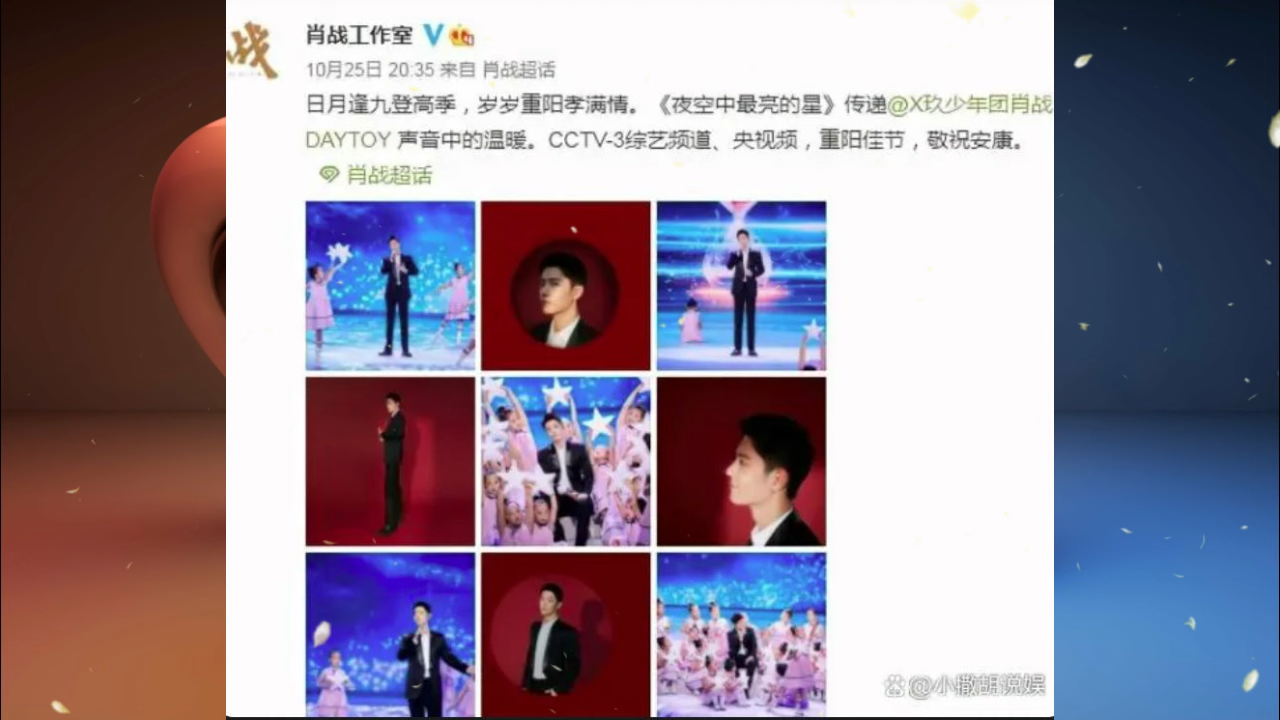 战
肖战工作室
10月25日 20:35 来自 肖战超话
日月逢九登高季，岁岁重阳孝满情。《夜空中最亮的星》传递@X玖少年团肖战
DAYTOY 声音中的温暖。CCTV-3综艺频道、央视频，重阳佳节，敬祝安康。
肖战超话
@小撒胡说娱